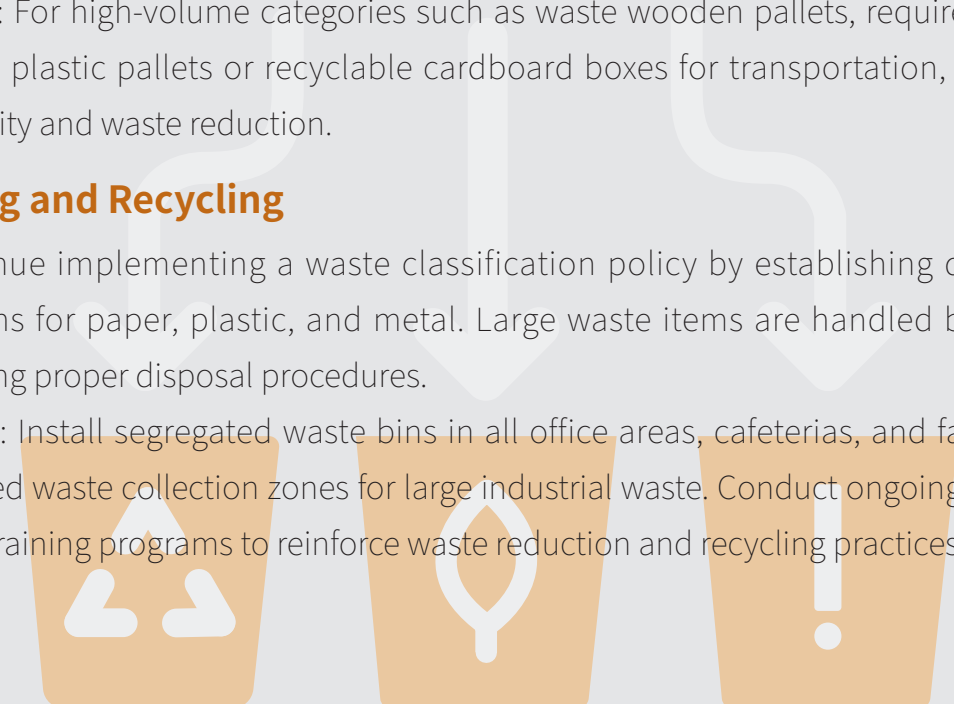 : For high-volume categories such as waste wooden pallets, require
plastic pallets or recyclable cardboard boxes for transportation,
ity and waste reduction.
g and Recycling
nue implementing a waste classification policy by establishing
ns for paper, plastic, and metal. Large waste items are handled
ng proper disposal procedures.
: Install segregated waste bins in all office areas, cafeterias, and
ed waste collection zones for large industrial waste. Conduct ongoing
raining programs to reinforce waste reduction and recycling practices